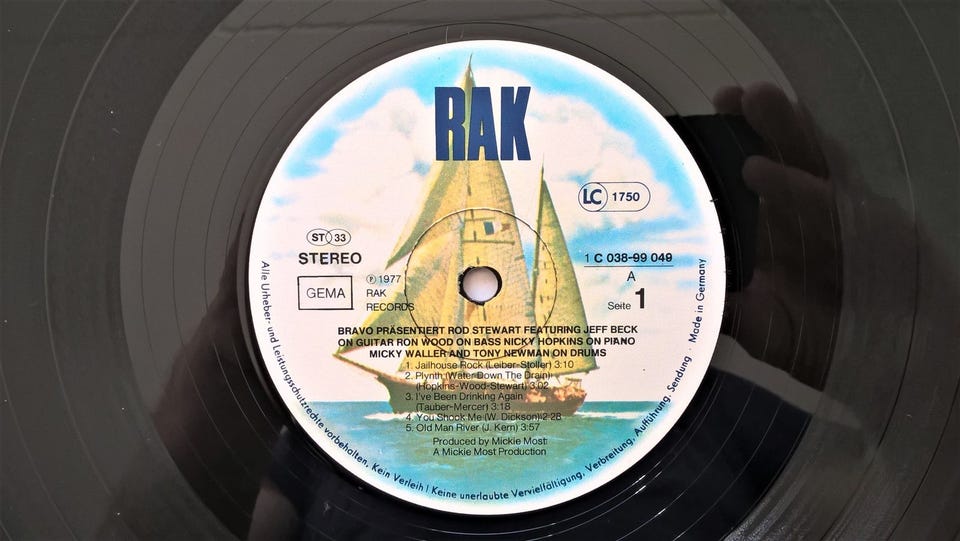 RAK
LC 1750
ST 33
STEREO
GEMA
Ⓟ 1977
RAK
RECORDS
1 C 038-99 049
A
Seite 1
BRAVO PRÄSENTIERT ROD STEWART FEATURING JEFF BECK
ON GUITAR RON WOOD ON BASS NICKY HOPKINS ON PIANO
MICKY WALLER AND TONY NEWMAN ON DRUMS
1. Jailhouse Rock (Leiber-Stoller) 3:10
2. Plynth (Water Down The Drain)
(Hopkins-Wood-Stewart) 3:02
3. I've Been Drinking Again
(Tauber-Mercer) 3:18
4. You Shook Me (W. Dickson) 2:28
5. Old Man River (J. Kern) 3:57
Produced by Mickie Most
A Mickie Most Production
Alle Urheber- und Leistungsschutzrechte vorbehalten, Kein Verleih! Keine unerlaubte Vervielfältigung, Verbreitung, Aufführung, Sendung · Made in Germany